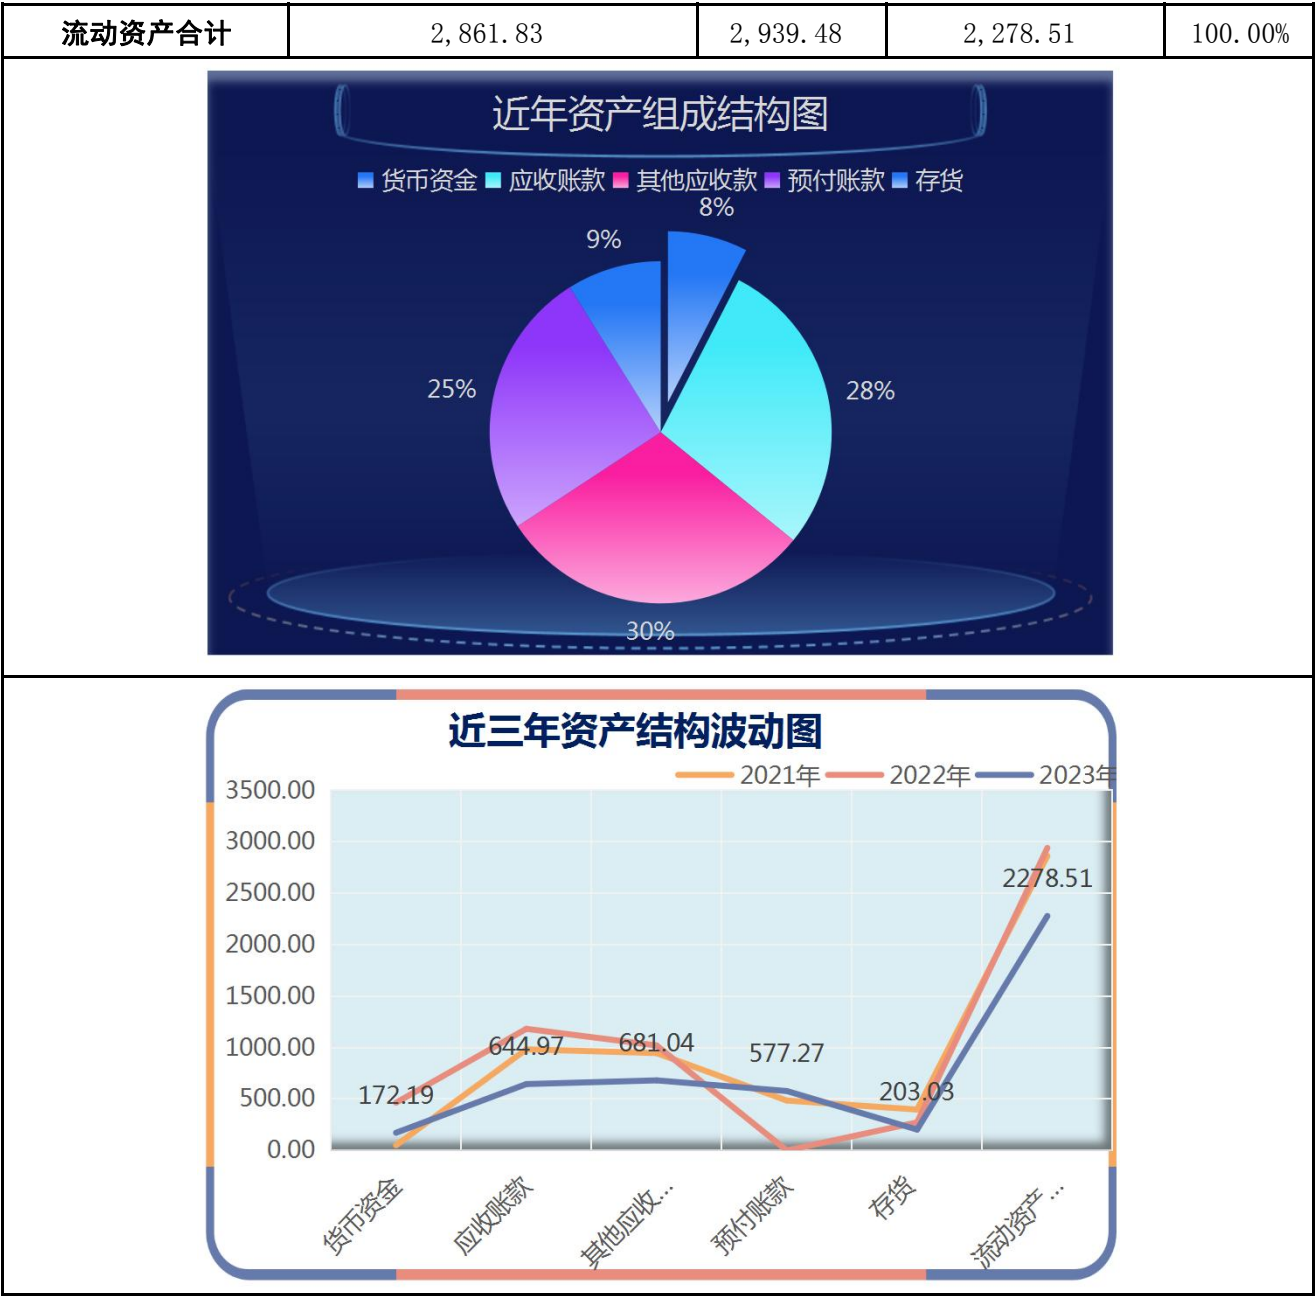 流动资产合计 2,861.83 2,939.48 2,278.51 100.00%
近年资产组成结构图
货币资金 应收账款 其他应收款 预付账款 存货
8%
9%
25%
28%
30%
近三年资产结构波动图
2021年 2022年 2023年
3500.00
3000.00
2278.51
2500.00
2000.00
1500.00
1000.00
644.97 681.04 577.27
500.00
172.19 203.03
0.00
货币资金 应收账款 其他应收... 预付账款 存货 流动资产 ...